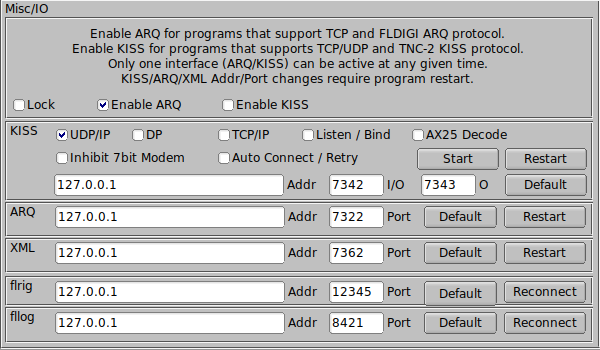 Misc/IO
Enable ARQ for programs that support TCP and FLDIGI ARQ protocol.
Enable KISS for programs that supports TCP/UDP and TNC-2 KISS protocol.
Only one interface (ARQ/KISS) can be active at any given time.
KISS/ARQ/XML Addr/Port changes require program restart.
Lock Enable ARQ Enable KISS
KISS UDP/IP DP TCP/IP Listen / Bind AX25 Decode
Inhibit 7bit Modem Auto Connect / Retry Start Restart
127.0.0.1 Addr 7342 I/O 7343 O Default
ARQ 127.0.0.1 Addr 7322 Port Default Restart
XML 127.0.0.1 Addr 7362 Port Default Restart
flrig 127.0.0.1 Addr 12345 Port Default Reconnect
fllog 127.0.0.1 Addr 8421 Port Default Reconnect